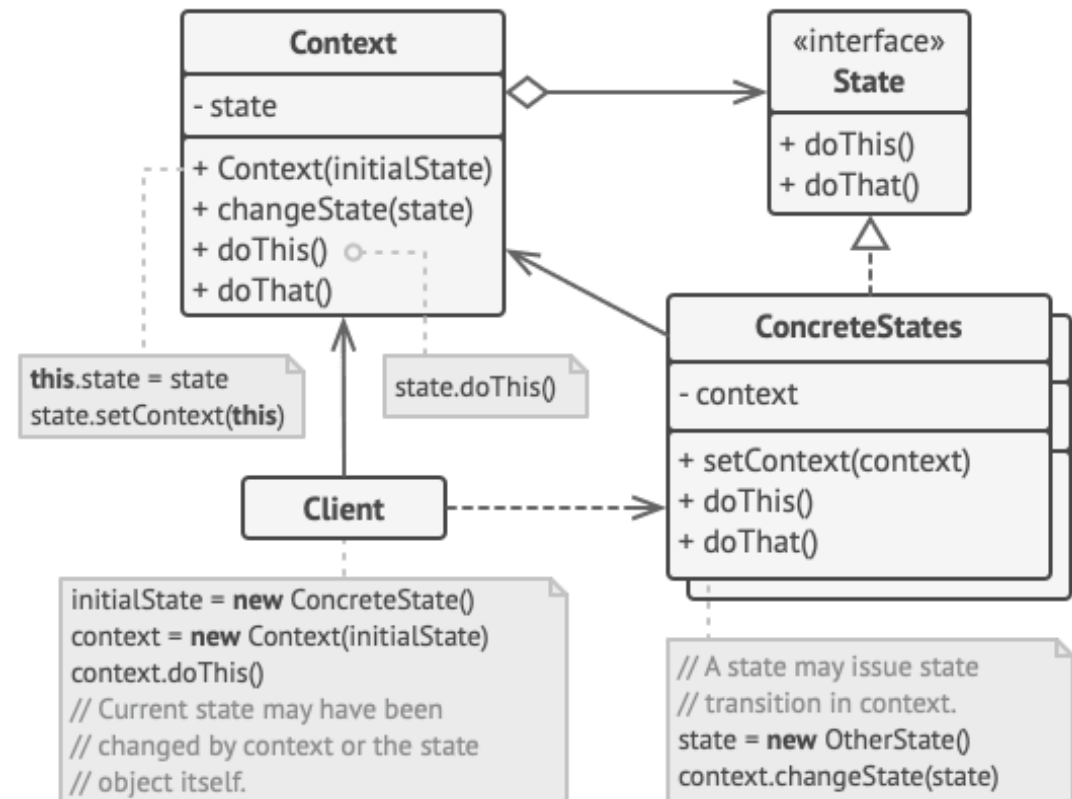 Context
- state
+ Context(initialState)
+ changeState(state)
+ doThis()
+ doThat()
«interface»
State
+ doThis()
+ doThat()
this.state = state
state.setContext(this)
state.doThis()
ConcreteStates
- context
+ setContext(context)
+ doThis()
+ doThat()
Client
initialState = new ConcreteState()
context = new Context(initialState)
context.doThis()
// Current state may have been
// changed by context or the state
// object itself.
// A state may issue state
// transition in context.
state = new OtherState()
context.changeState(state)